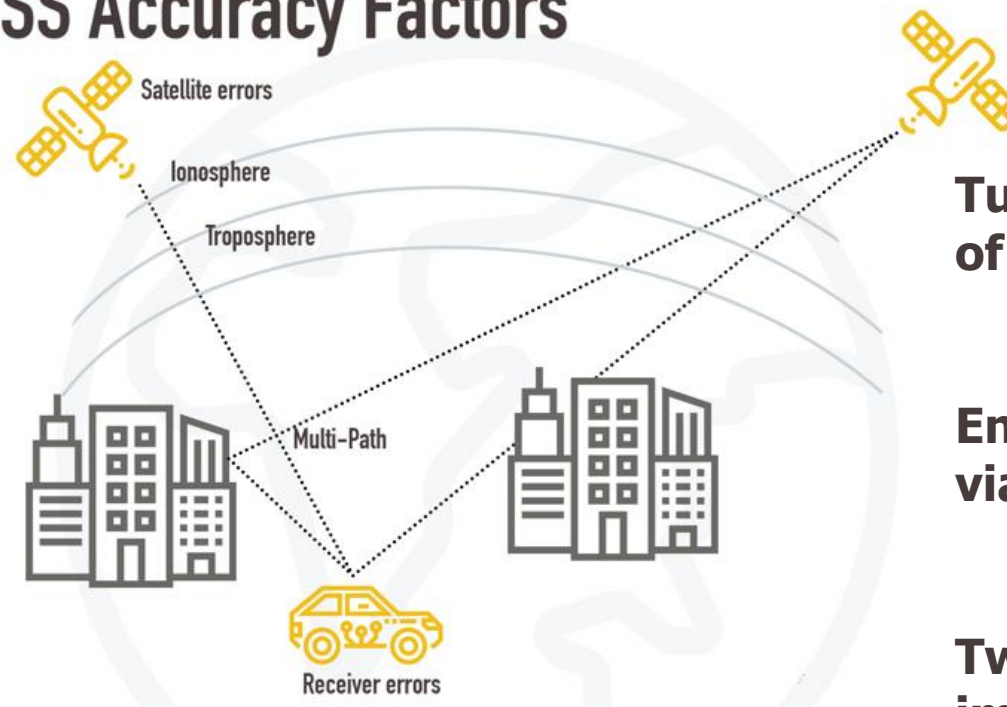 SS Accuracy Factors
Satellite errors
Ionosphere
Troposphere
Multi-Path
Receiver errors
Tu
of
En
via
Tw